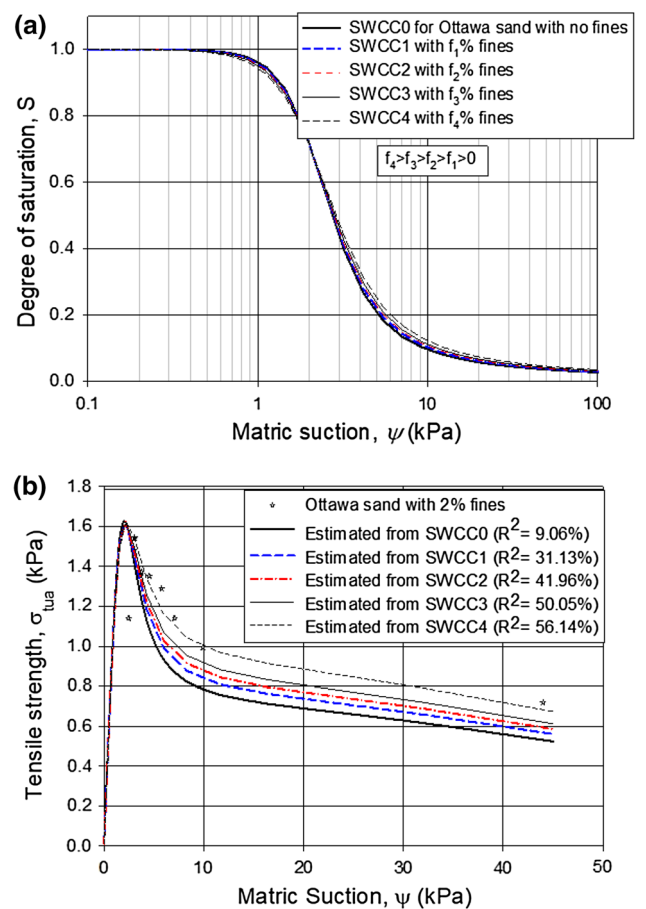 (a)
SWCC0 for Ottawa sand with no fines
SWCC1 with f₁% fines
SWCC2 with f₂% fines
SWCC3 with f₃% fines
SWCC4 with f₄% fines
f₄>f₃>f₂>f₁>0
Degree of saturation, S
1.0
0.8
0.6
0.4
0.2
0.0
0.1
1
10
100
Matric suction, ψ (kPa)
(b)
Ottawa sand with 2% fines
Estimated from SWCC0 (R²= 9.06%)
Estimated from SWCC1 (R²= 31.13%)
Estimated from SWCC2 (R²= 41.96%)
Estimated from SWCC3 (R²= 50.05%)
Estimated from SWCC4 (R²= 56.14%)
Tensile strength, σtua (kPa)
1.8
1.6
1.4
1.2
1.0
0.8
0.6
0.4
0.2
0.0
0
10
20
30
40
50
Matric Suction, ψ (kPa)